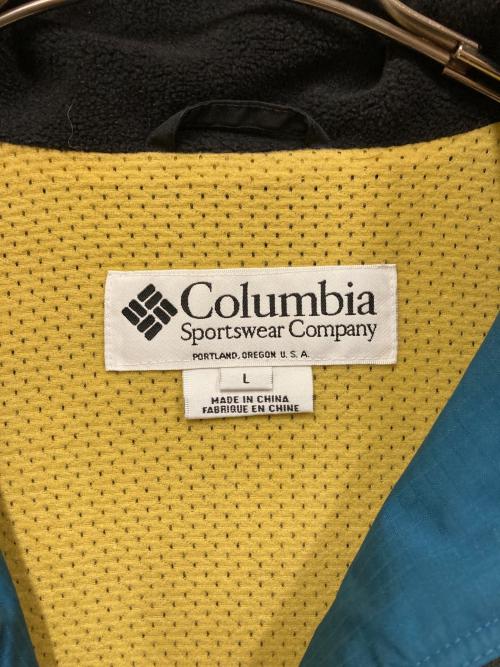 Columbia
Sportswear Company
PORTLAND, OREGON U.S.A.
L
MADE IN CHINA
FABRIQUE EN CHINE